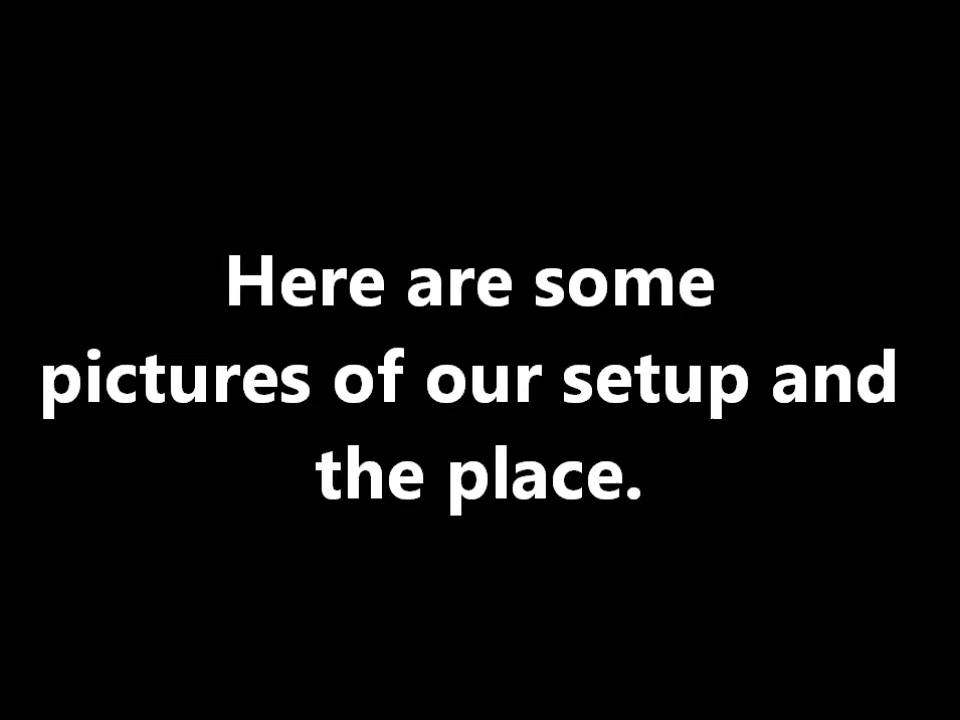 Here are some
pictures of our setup and
the place.